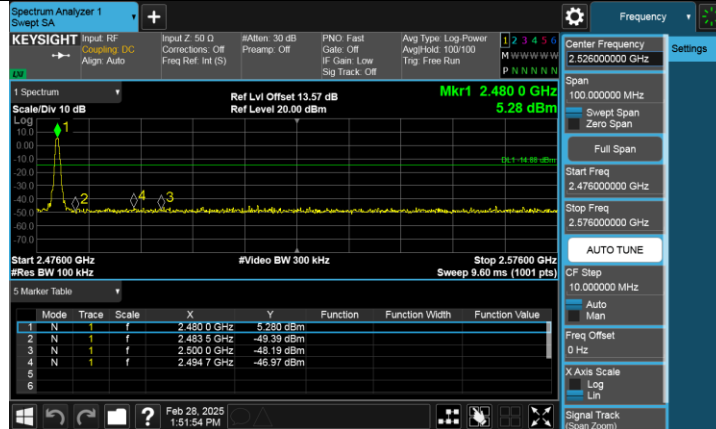 Spectrum Analyzer 1
Swept SA
Frequency
KEYSIGHT
Input: RF
Coupling: DC
Align: Auto
Input Z: 50 Ω
Corrections: Off
Freq Ref: Int (S)
#Atten: 30 dB
Preamp: Off
PNO: Fast
Gate: Off
IF Gain: Low
Sig Track: Off
Avg Type: Log-Power
Avg|Hold: 100/100
Trig: Free Run
1 2 3 4 5 6
M W W W W W
P N N N N N
1 Spectrum
Scale/Div 10 dB
Log
Ref Lvl Offset 13.57 dB
Ref Level 20.00 dBm
Mkr1 2.480 0 GHz
5.28 dBm
10.0
0.00
-10.0
-20.0
-30.0
-40.0
-50.0
-60.0
-70.0
1
2
4
3
DL1 -14.68 dBm
Start 2.47600 GHz
#Res BW 100 kHz
#Video BW 300 kHz
Stop 2.57600 GHz
Sweep 9.60 ms (1001 pts)
5 Marker Table
Mode Trace Scale X Y Function Function Width Function Value
1 N 1 f 2.480 0 GHz 5.280 dBm
2 N 1 f 2.483 5 GHz -49.39 dBm
3 N 1 f 2.500 0 GHz -48.19 dBm
4 N 1 f 2.494 7 GHz -46.97 dBm
5
6
Feb 28, 2025
1:51:54 PM
Center Frequency
2.526000000 GHz
Settings
Span
100.000000 MHz
Swept Span
Zero Span
Full Span
Start Freq
2.476000000 GHz
Stop Freq
2.576000000 GHz
AUTO TUNE
CF Step
10.000000 MHz
Auto
Man
Freq Offset
0 Hz
X Axis Scale
Log
Lin
Signal Track
(Span Zoom)